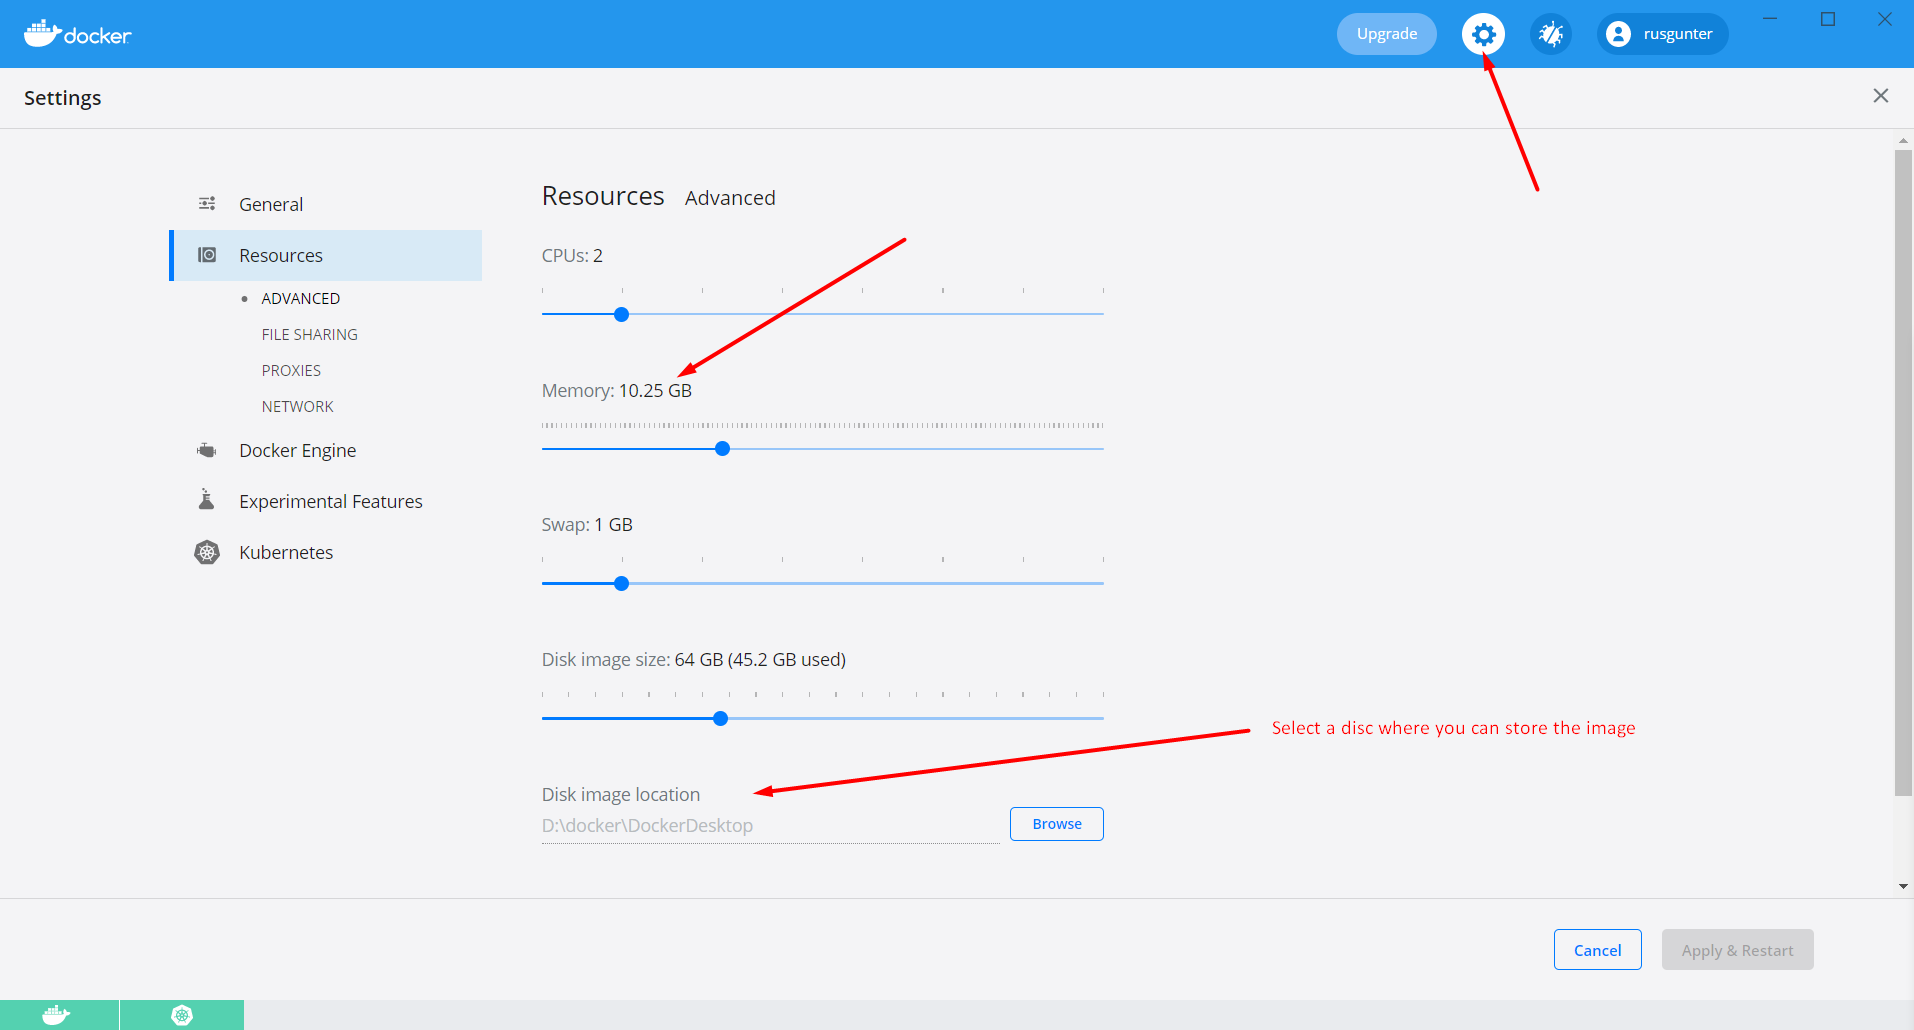 docker
Upgrade
rusgunter
Settings
General
Resources
ADVANCED
FILE SHARING
PROXIES
NETWORK
Docker Engine
Experimental Features
Kubernetes
Resources Advanced
CPUs: 2
Memory: 10.25 GB
Swap: 1 GB
Disk image size: 64 GB (45.2 GB used)
Select a disc where you can store the image
Disk image location
D:\docker\DockerDesktop
Browse
Cancel
Apply & Restart